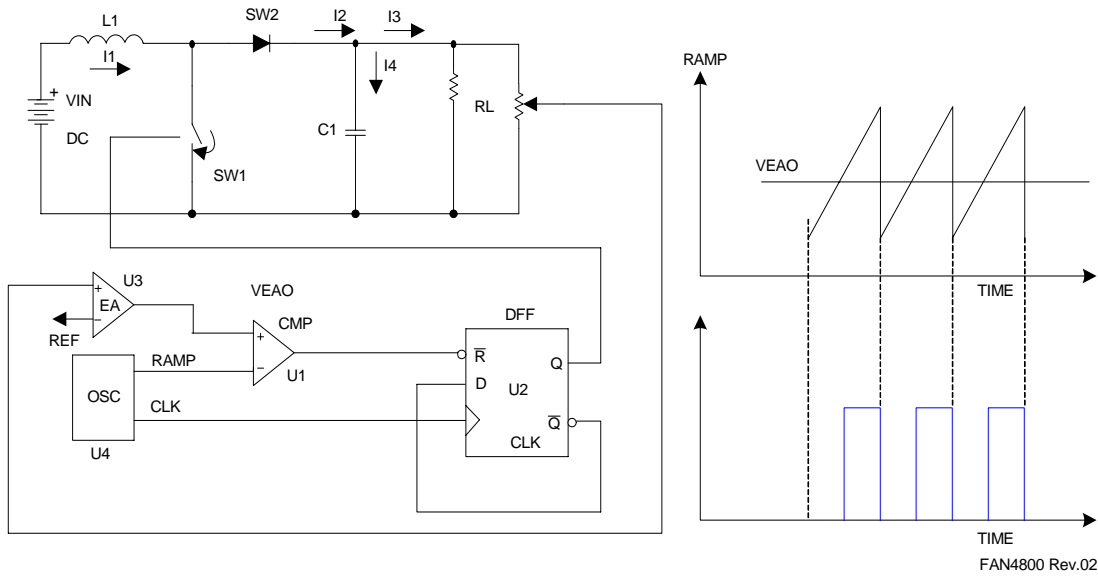 L1
SW2
I2
I3
I1
I4
+
VIN
DC
SW1
C1
RL
U3
+
EA
−
REF
VEAO
CMP
+
−
U1
RAMP
OSC
CLK
U4
DFF
R
Q
D
U2
Q
CLK
RAMP
VEAO
TIME
TIME
FAN4800 Rev.02